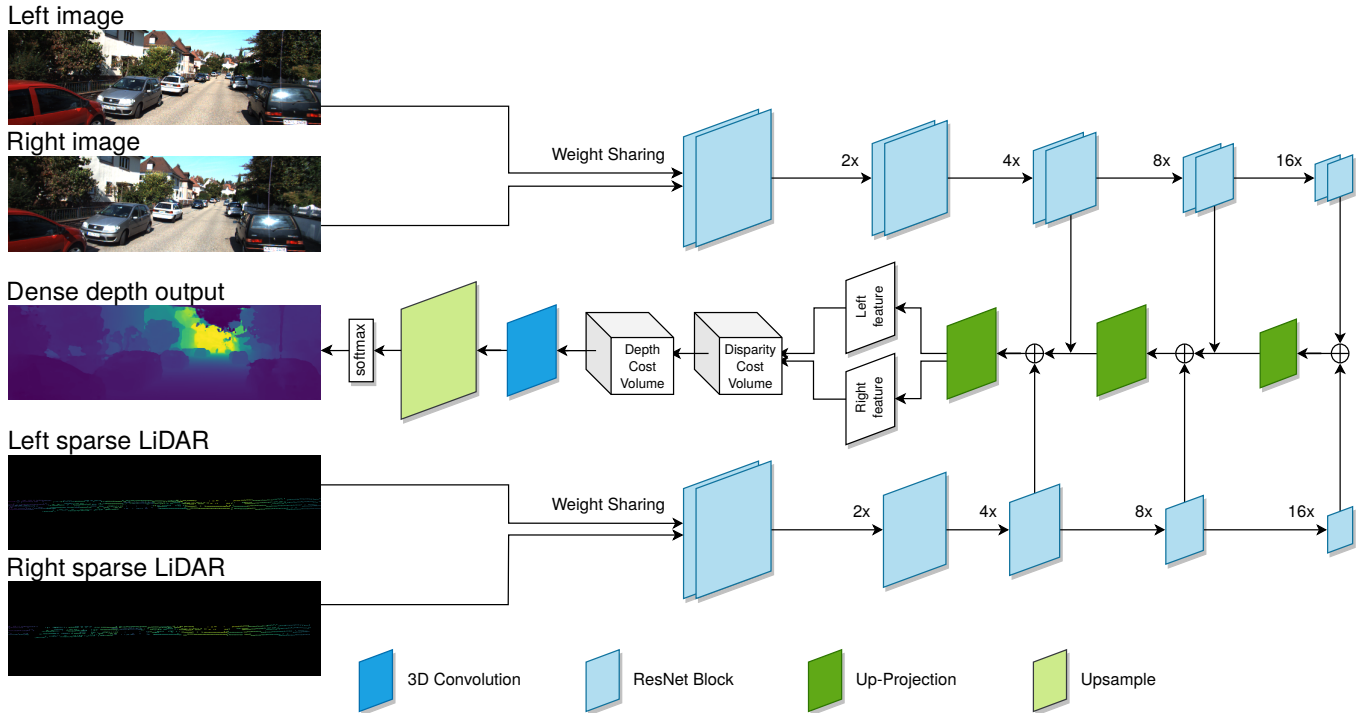 Left image
Right image
Weight Sharing
2x
4x
8x
16x
Dense depth output
softmax
Depth
Cost
Volume
Disparity
Cost
Volume
Left
feature
Right
feature
Left sparse LiDAR
Right sparse LiDAR
Weight Sharing
2x
4x
8x
16x
3D Convolution
ResNet Block
Up-Projection
Upsample